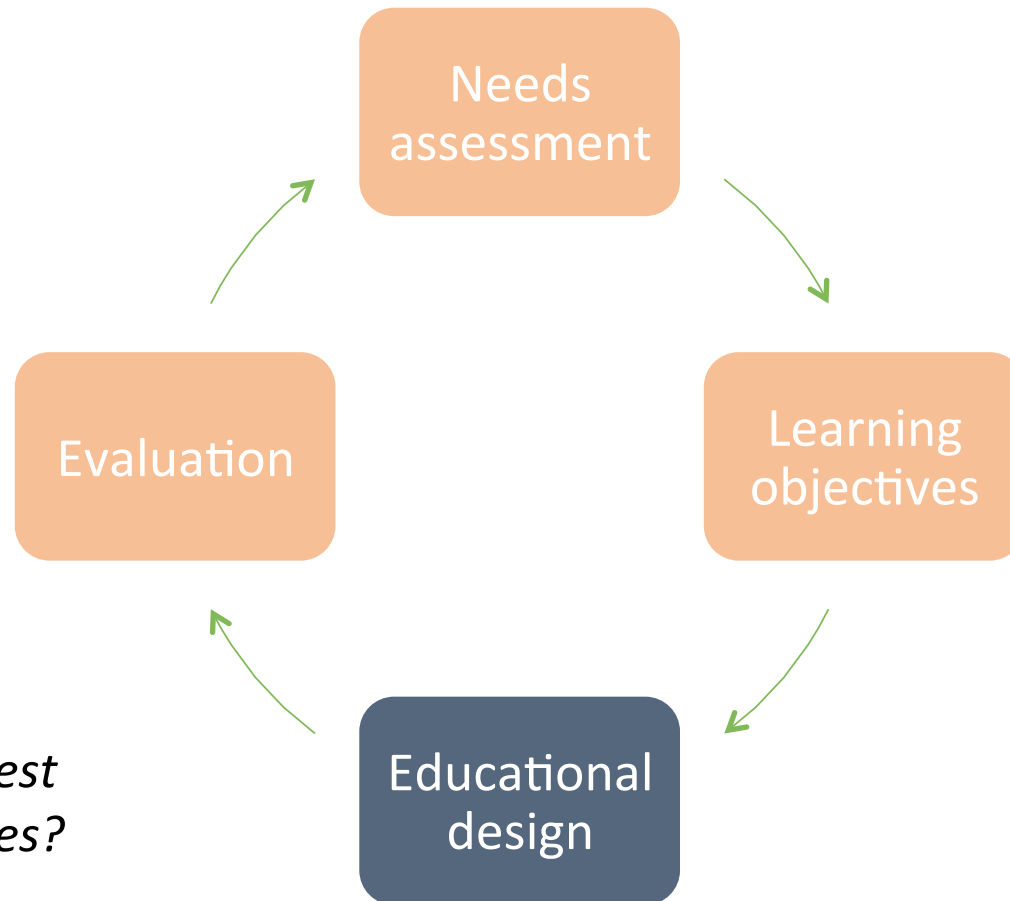 Needs
assessment
Learning
objectives
Evaluation
Educational
design
est
es?